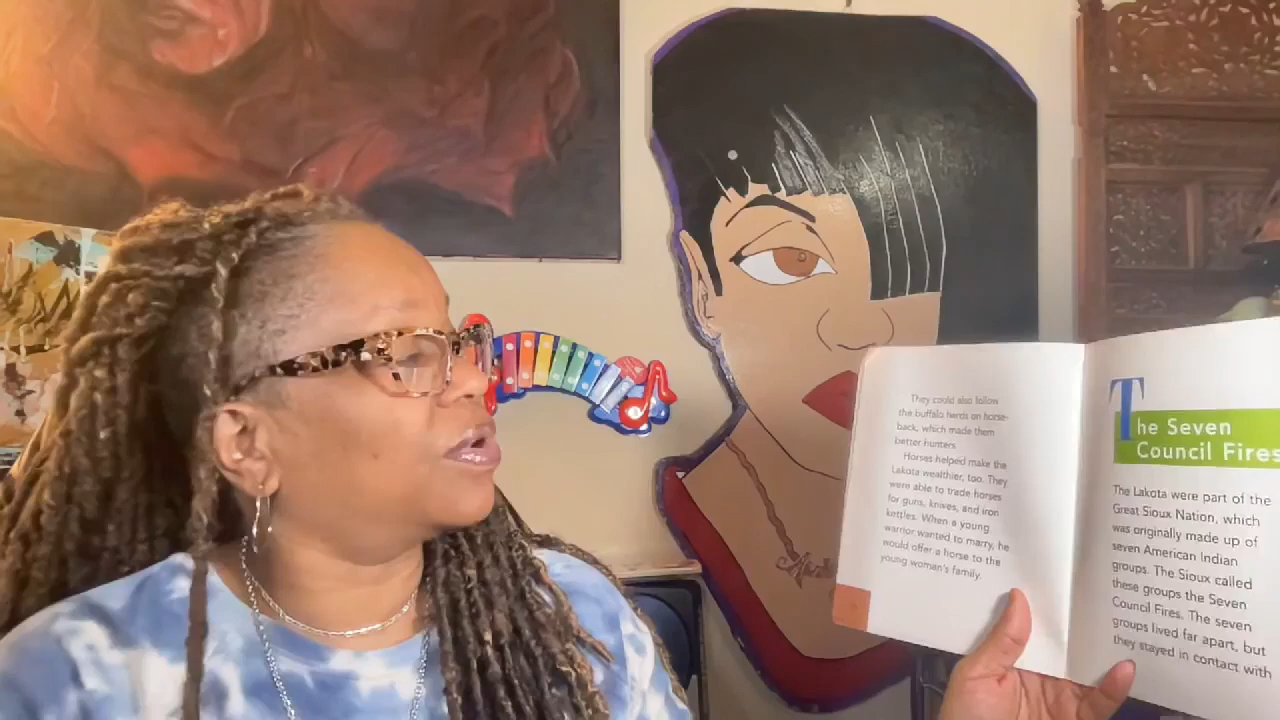 They could also follow
the buffalo herds on horse-
back, which made them
better hunters.
Horses helped make the
Lakota wealthier, too. They
were able to trade horses
for guns, knives, and iron
kettles. When a young
warrior wanted to marry, he
would offer a horse to the
young woman's family.
The Seven
Council Fires
The Lakota were part of the
Great Sioux Nation, which
was originally made up of
seven American Indian
groups. The Sioux called
these groups the Seven
Council Fires. The seven
groups lived far apart, but
they stayed in contact with